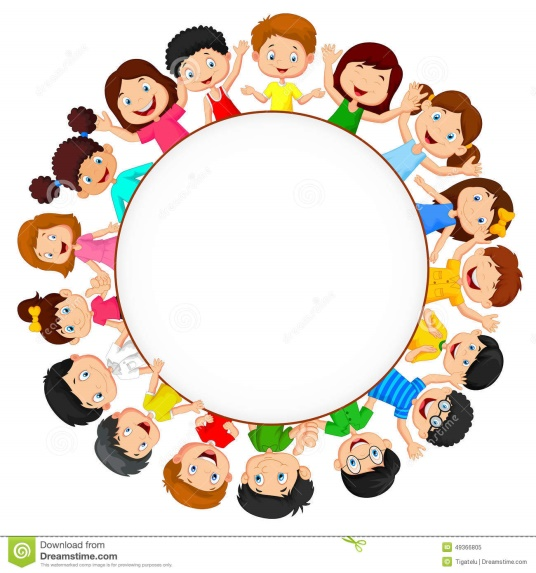 Download from
Dreamstime.com
This watermarked comp image is for previewing purposes only.
49366805
Tigatelu | Dreamstime.com